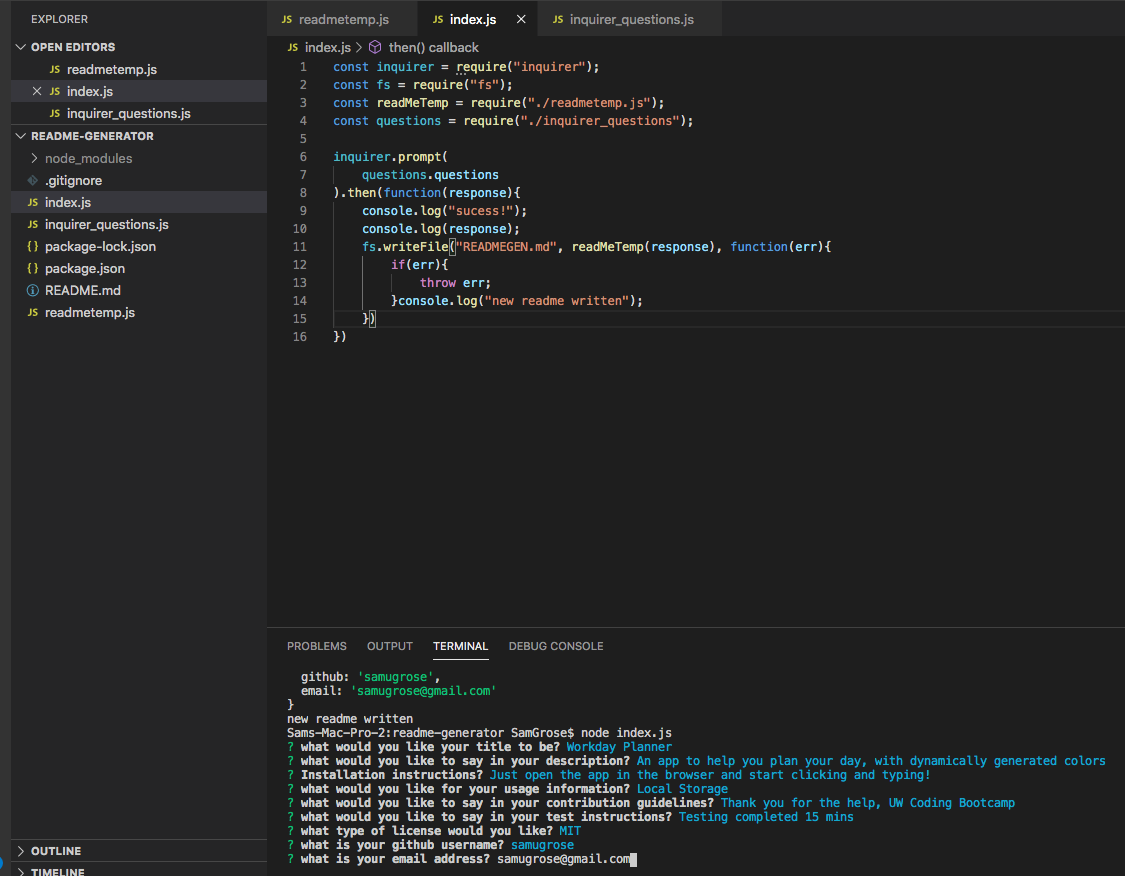 EXPLORER
OPEN EDITORS
JS readmetemp.js
JS index.js
JS inquirer_questions.js
README-GENERATOR
node_modules
.gitignore
JS index.js
JS inquirer_questions.js
{ } package-lock.json
{ } package.json
README.md
JS readmetemp.js
OUTLINE
TIMELINE
JS readmetemp.js JS index.js JS inquirer_questions.js
JS index.js > then() callback
1 const inquirer = require("inquirer");
2 const fs = require("fs");
3 const readMeTemp = require("./readmetemp.js");
4 const questions = require("./inquirer_questions");
5
6 inquirer.prompt(
7 questions.questions
8 ).then(function(response){
9 console.log("sucess!");
10 console.log(response);
11 fs.writeFile("READMEGEN.md", readMeTemp(response), function(err){
12 if(err){
13 throw err;
14 }console.log("new readme written");
15 })
16 })
PROBLEMS OUTPUT TERMINAL DEBUG CONSOLE
github: 'samugrose',
email: 'samugrose@gmail.com'
}
new readme written
Sams-Mac-Pro-2:readme-generator SamGrose$ node index.js
? what would you like your title to be? Workday Planner
? what would you like to say in your description? An app to help you plan your day, with dynamically generated colors
? Installation instructions? Just open the app in the browser and start clicking and typing!
? what would you like for your usage information? Local Storage
? what would you like to say in your contribution guidelines? Thank you for the help, UW Coding Bootcamp
? what would you like to say in your test instructions? Testing completed 15 mins
? what type of license would you like? MIT
? what is your github username? samugrose
? what is your email address? samugrose@gmail.com